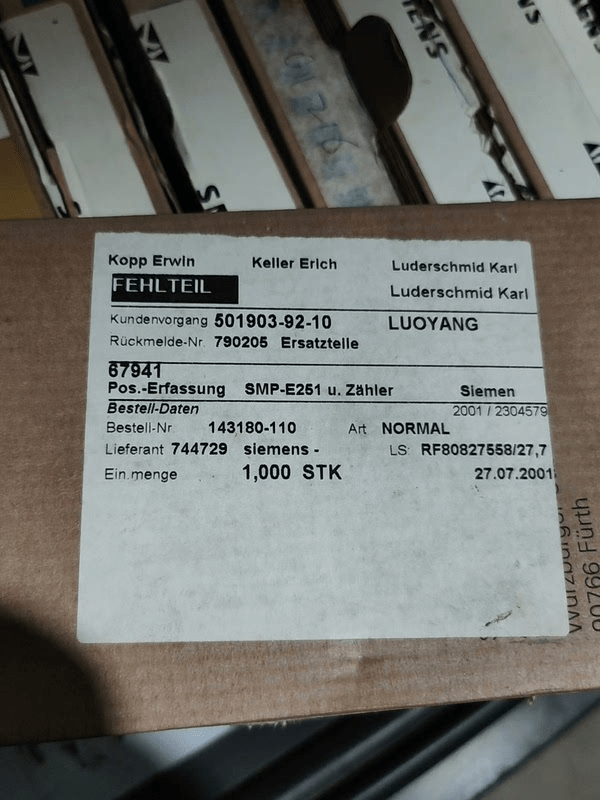 IENS
NS
Kopp Erwin Keller Erich Luderschmid Karl
FEHLTEIL Luderschmid Karl
Kundenvorgang 501903-92-10 LUOYANG
Rückmelde-Nr. 790205 Ersatzteile
67941
Pos.-Erfassung SMP-E251 u. Zähler Siemen
Bestell-Daten 2001 / 2304579
Bestell-Nr 143180-110 Art NORMAL
Lieferant 744729 siemens - LS: RF80827558/27,7
Ein.menge 1,000 STK 27.07.2001
90766 Fürth